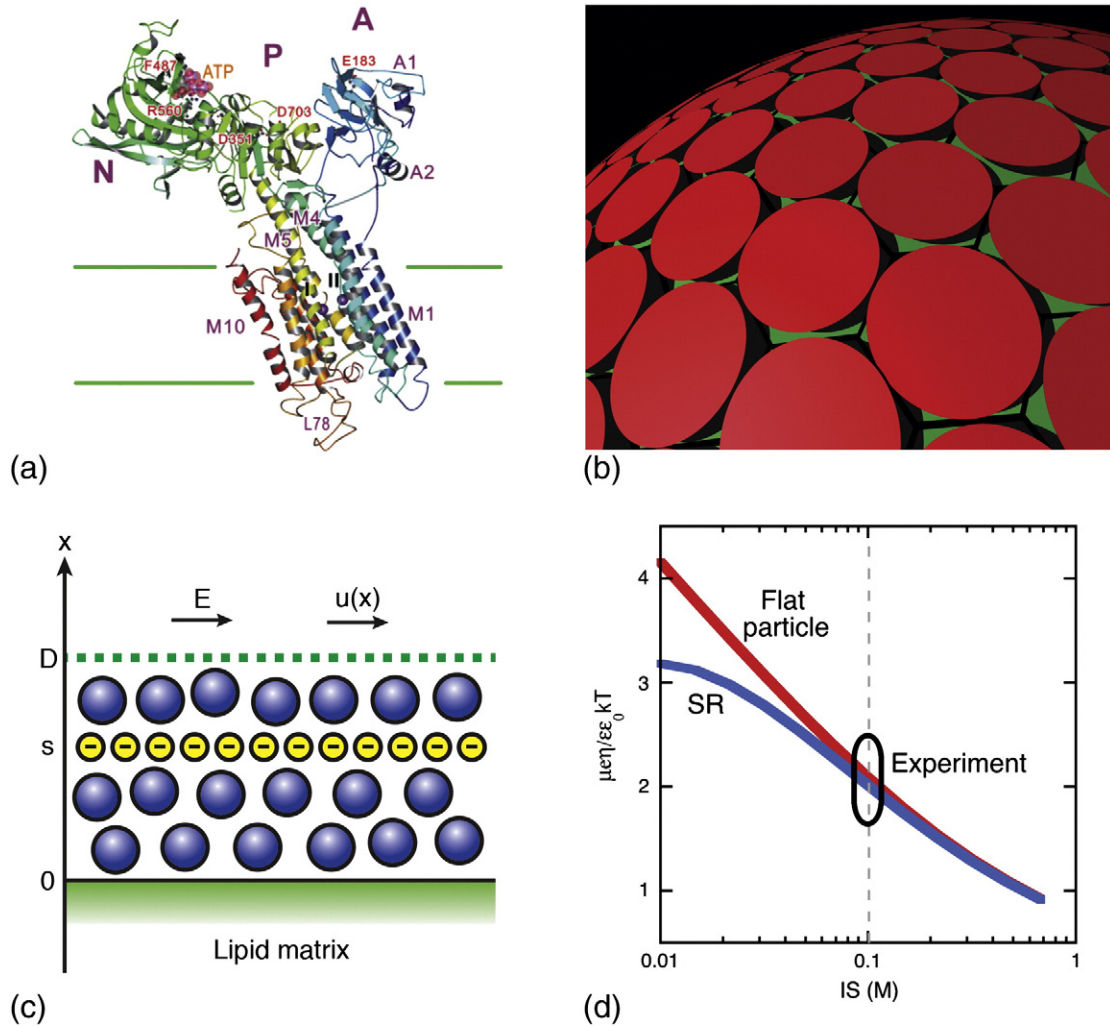 A
P
A1
E183
F487
ATP
R560
D703
D351
N
A2
M4
M5
II
I
M10
M1
L78
(a)
(b)
x
E
u(x)
D
s
- - - - - - - - - - - -
0
Lipid matrix
(c)
4
Flat
particle
3
SR
μeη/εε₀kT
Experiment
2
1
0.01
0.1
1
IS (M)
(d)